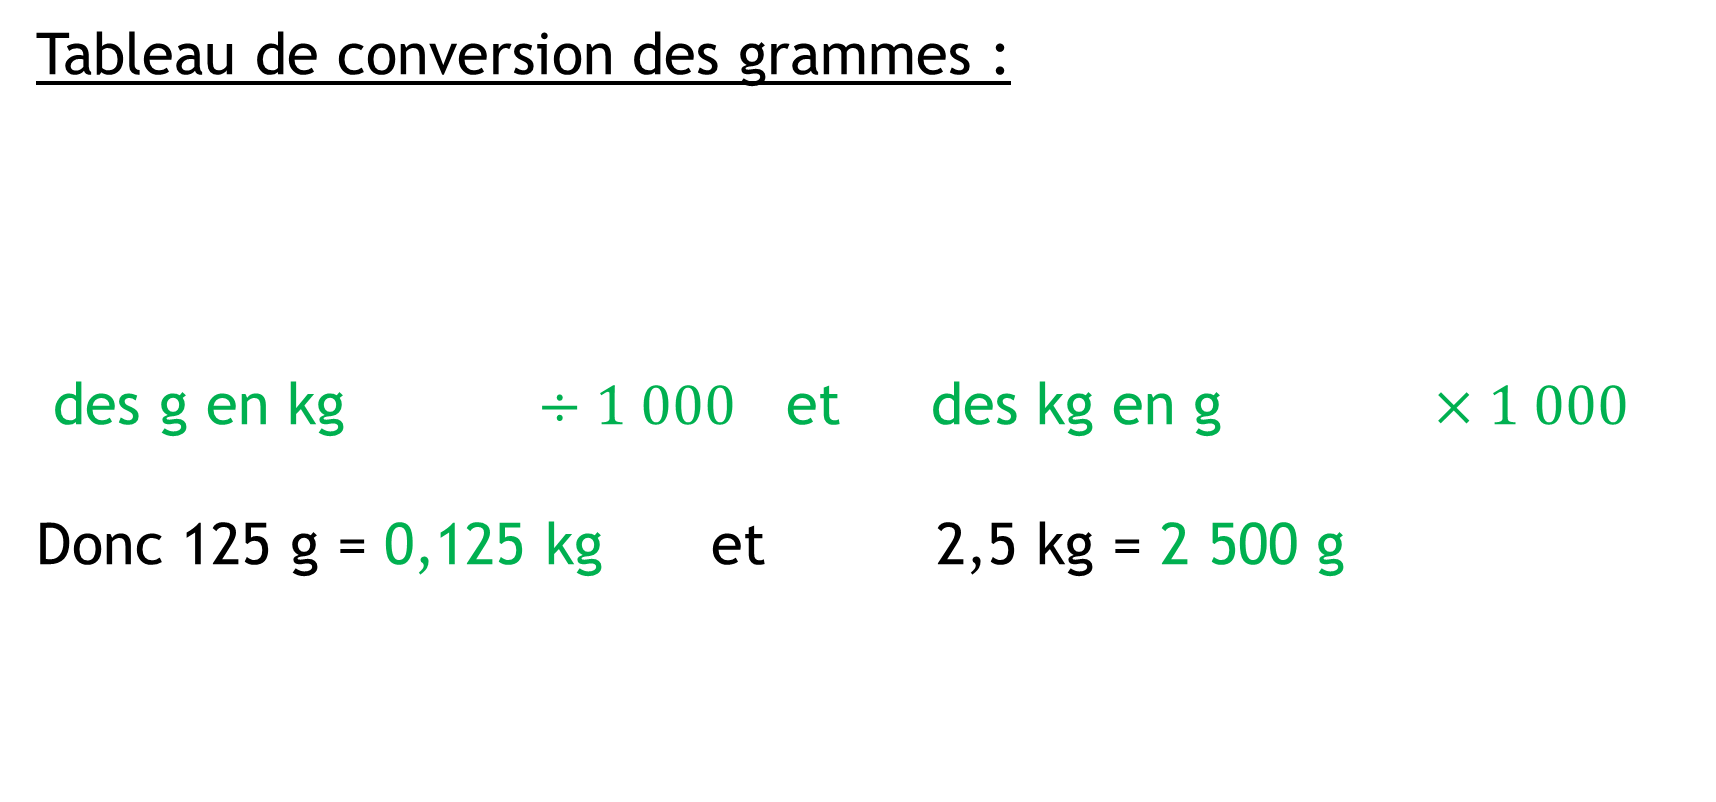 Tableau de conversion des grammes :
des g en kg ÷ 1 000 et des kg en g × 1 000
Donc 125 g = 0,125 kg et 2,5 kg = 2 500 g